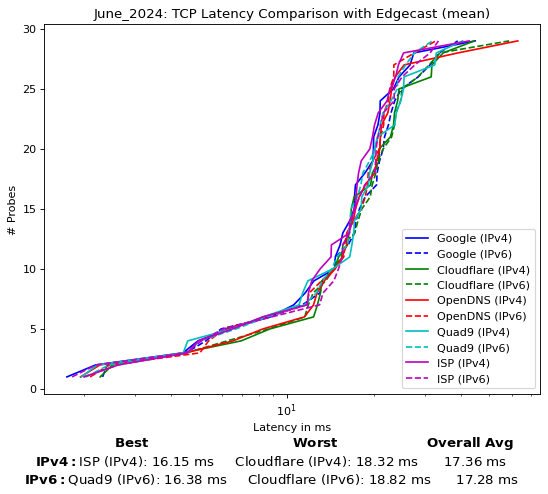 June_2024: TCP Latency Comparison with Edgecast (mean)
30
25
20
15
10
5
0
# Probes
Google (IPv4)
Google (IPv6)
Cloudflare (IPv4)
Cloudflare (IPv6)
OpenDNS (IPv4)
OpenDNS (IPv6)
Quad9 (IPv4)
Quad9 (IPv6)
ISP (IPv4)
ISP (IPv6)
10¹
Latency in ms
Best Worst Overall Avg
IPv4: ISP (IPv4): 16.15 ms Cloudflare (IPv4): 18.32 ms 17.36 ms
IPv6: Quad9 (IPv6): 16.38 ms Cloudflare (IPv6): 18.82 ms 17.28 ms